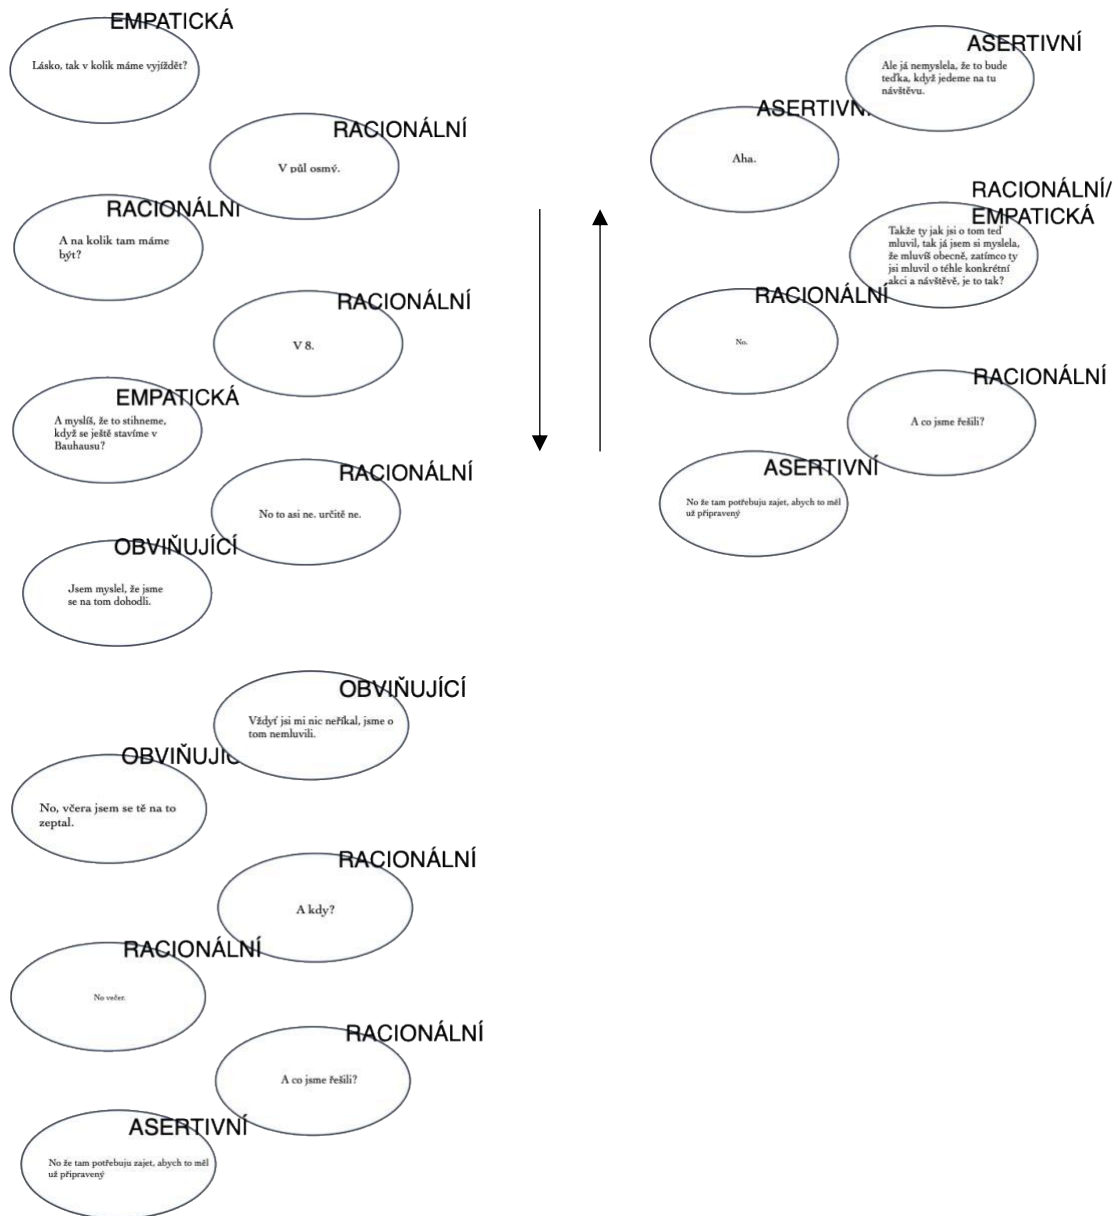 EMPATICKÁ
Lásko, tak v kolik máme vyjíždět?
RACIONÁLNÍ
V půl osmý.
RACIONÁLNÍ
A na kolik tam máme
být?
RACIONÁLNÍ
V 8.
EMPATICKÁ
A myslíš, že to stihneme,
když se ještě stavíme v
Bauhausu?
RACIONÁLNÍ
No to asi ne. určitě ne.
OBVIŇUJÍCÍ
Jsem myslel, že jsme
se na tom dohodli.
OBVIŇUJÍCÍ
Vždyť jsi mi nic neříkal, jsme o
tom nemluvili.
OBVIŇUJÍC
No, včera jsem se tě na to
zeptal.
RACIONÁLNÍ
A kdy?
RACIONÁLNÍ
No večer.
RACIONÁLNÍ
A co jsme řešili?
ASERTIVNÍ
No že tam potřebuju zajet, abych to měl
už připravený
ASERTIVNÍ
Ale já nemyslela, že to bude
teďka, když jedeme na tu
návštěvu.
ASERTIVN
Aha.
RACIONÁLNÍ/
EMPATICKÁ
Takže ty jak jsi o tom teď
mluvil, tak já jsem si myslela,
že mluvíš obecně, zatímco ty
jsi mluvil o téhle konkrétní
akci a návštěvě, je to tak?
RACIONÁLNÍ
No.
RACIONÁLNÍ
A co jsme řešili?
ASERTIVNÍ
No že tam potřebuju zajet, abych to měl
už připravený